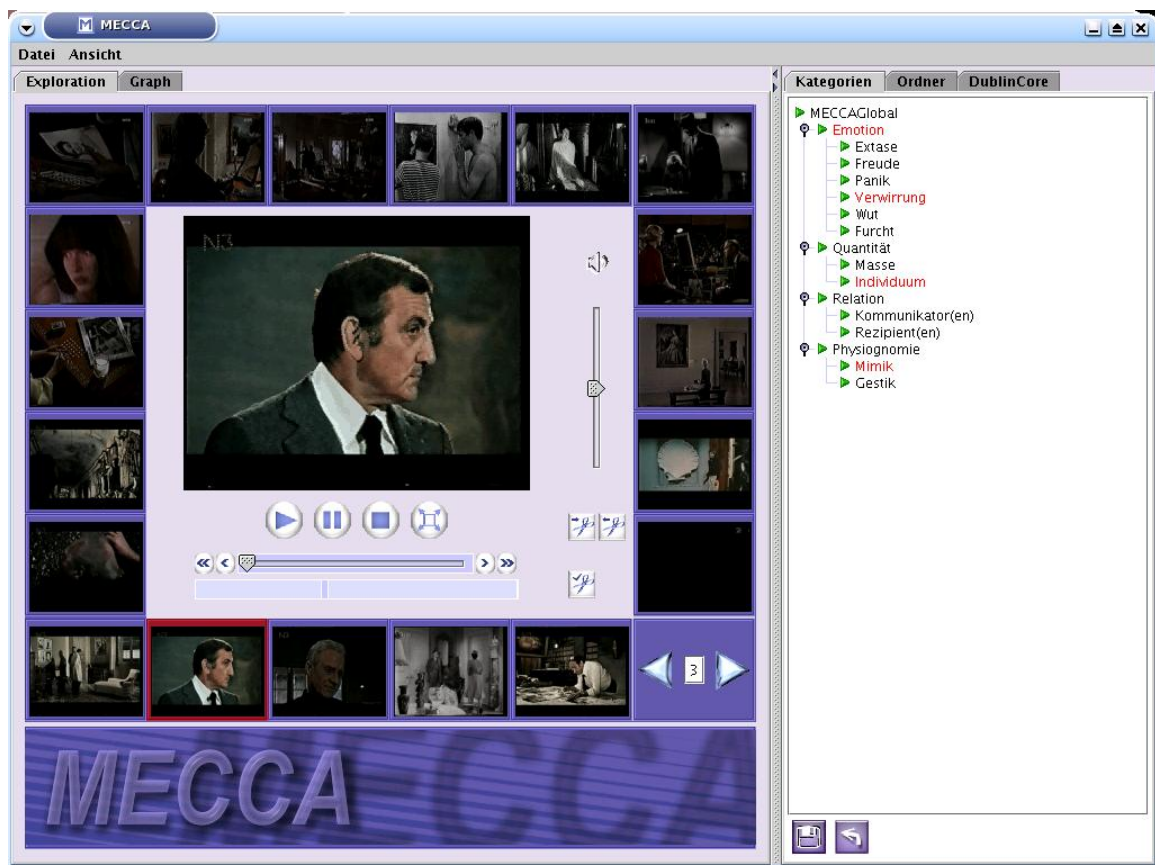 MECCA
Datei Ansicht
Exploration Graph
Kategorien Ordner DublinCore
MECCAGlobal
Emotion
Extase
Freude
Panik
Verwirrung
Wut
Furcht
Quantität
Masse
Individuum
Relation
Kommunikator(en)
Rezipient(en)
Physiognomie
Mimik
Gestik
N3
3
MECCA